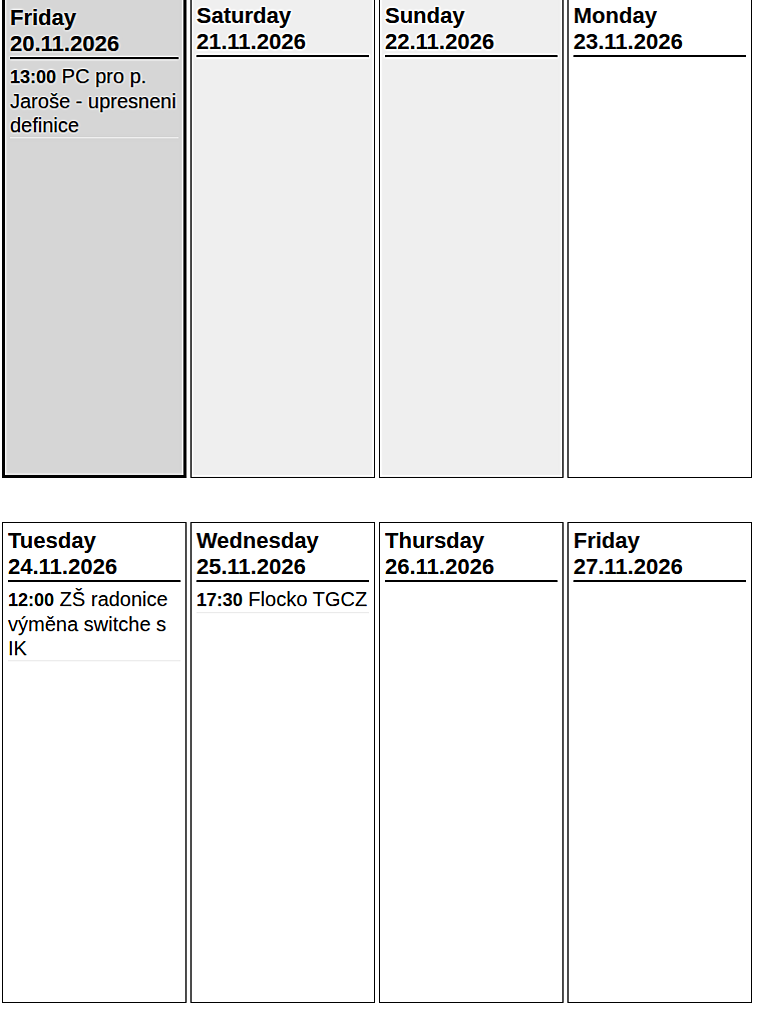 Friday
20.11.2026
13:00 PC pro p.
Jaroše - upresneni
definice
Saturday
21.11.2026
Sunday
22.11.2026
Monday
23.11.2026
Tuesday
24.11.2026
12:00 ZŠ radonice
výměna switche s
IK
Wednesday
25.11.2026
17:30 Flocko TGCZ
Thursday
26.11.2026
Friday
27.11.2026